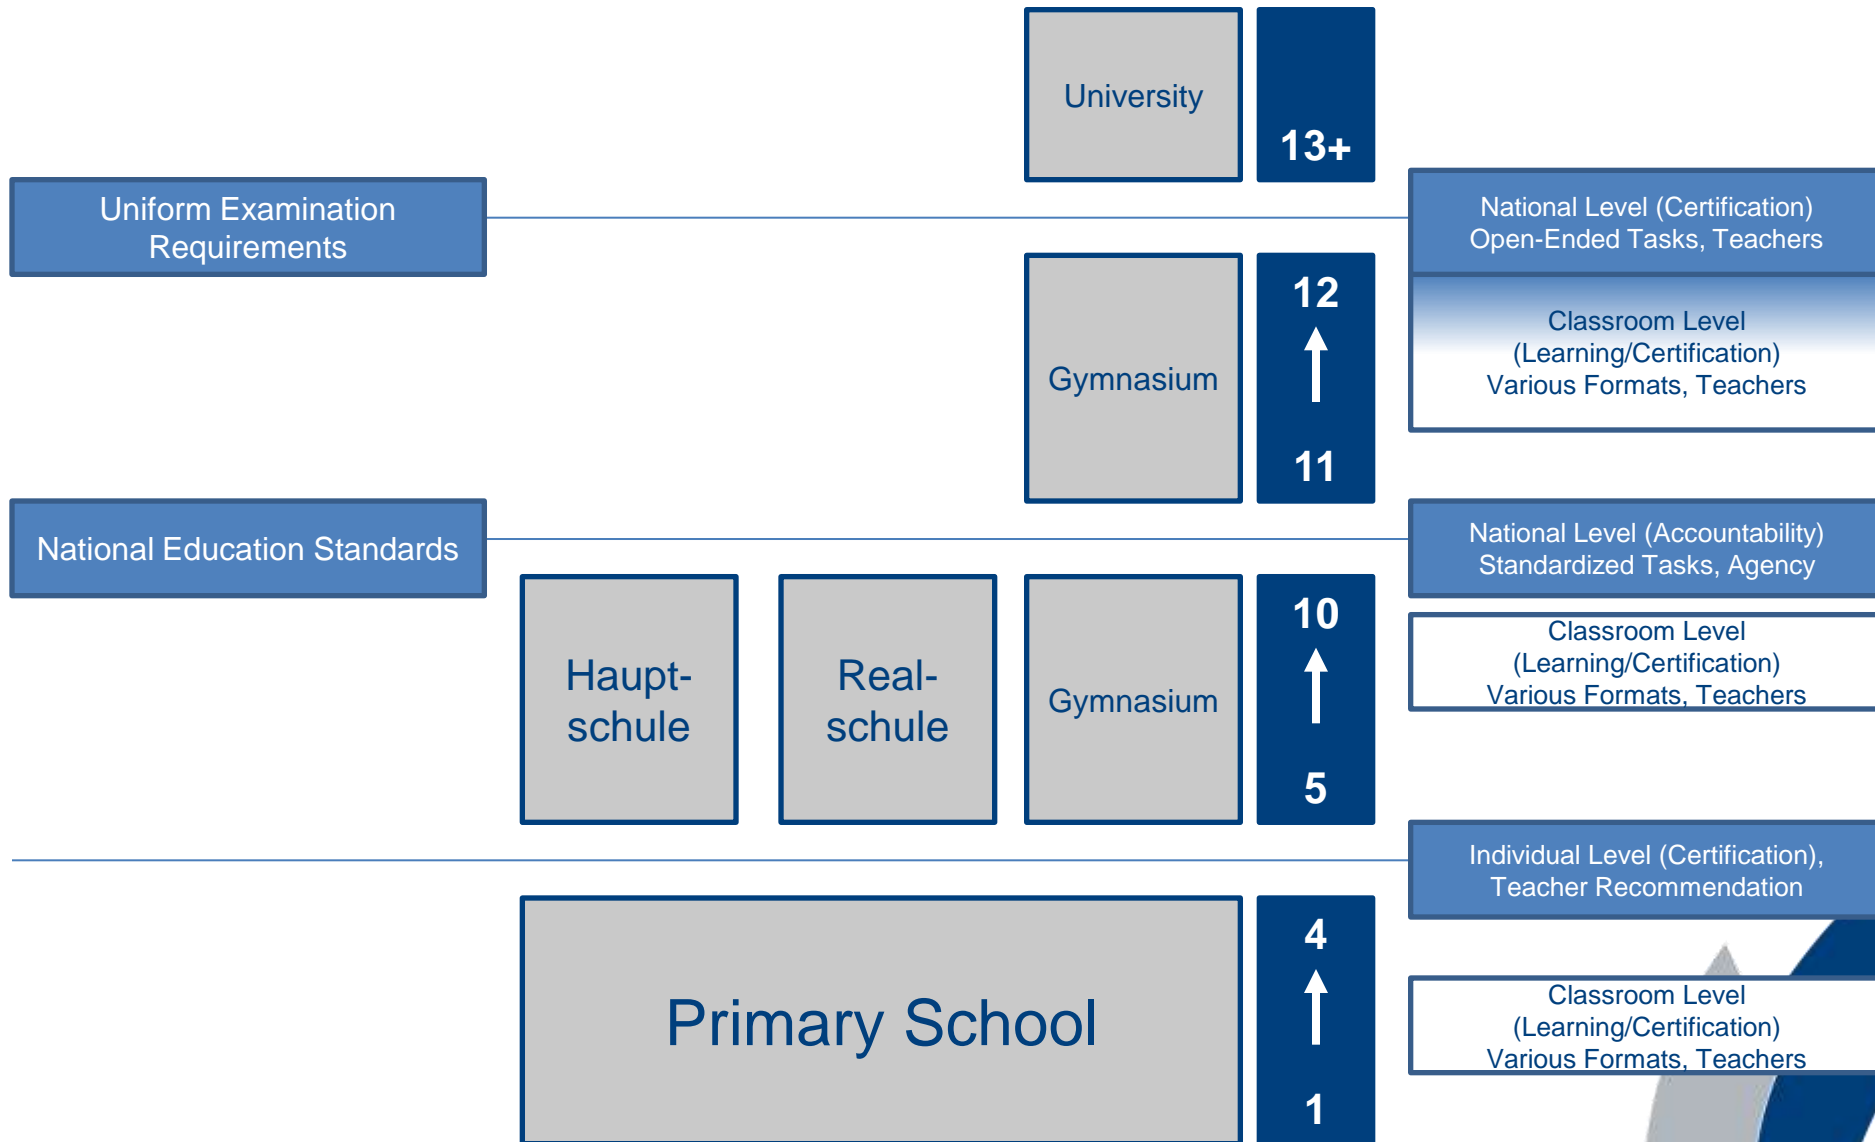 University
13+
Uniform Examination
Requirements
National Level (Certification)
Open-Ended Tasks, Teachers
Gymnasium
12
11
Classroom Level
(Learning/Certification)
Various Formats, Teachers
National Education Standards
National Level (Accountability)
Standardized Tasks, Agency
Haupt-
schule
Real-
schule
Gymnasium
10
5
Classroom Level
(Learning/Certification)
Various Formats, Teachers
Individual Level (Certification),
Teacher Recommendation
Primary School
4
1
Classroom Level
(Learning/Certification)
Various Formats, Teachers